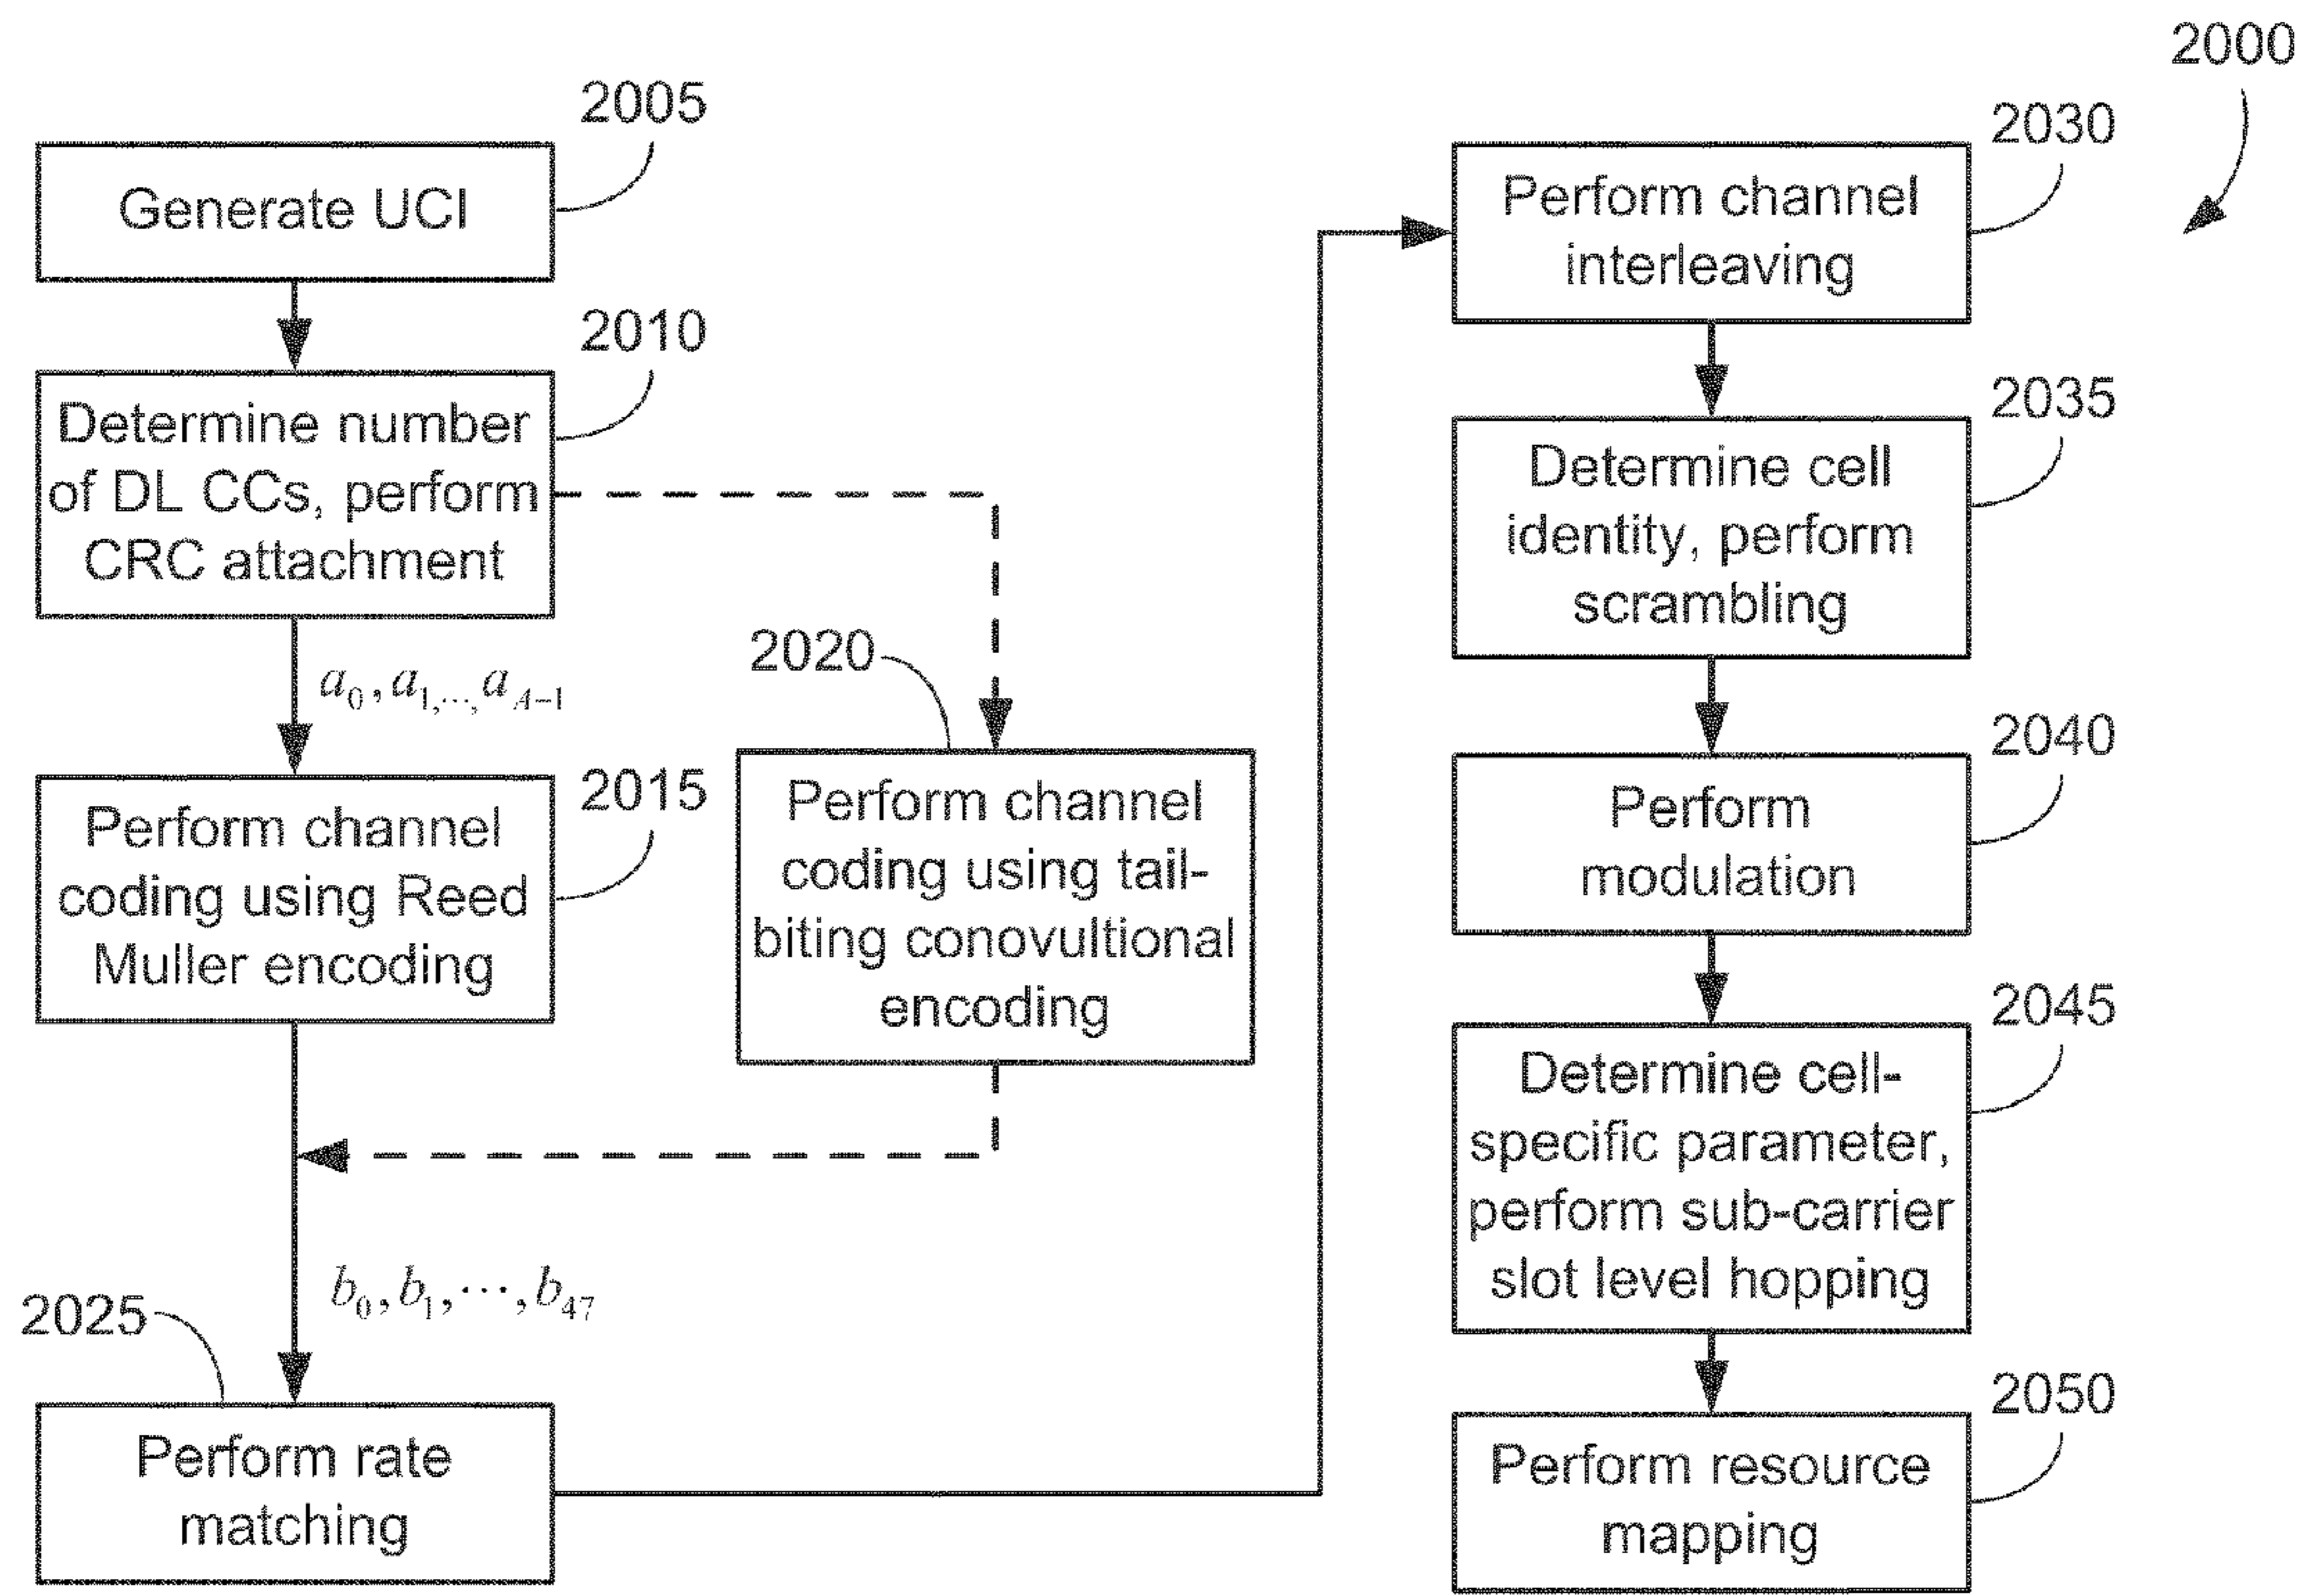 2000
2005
Generate UCI
2010
Determine number
of DL CCs, perform
CRC attachment
a₀, a₁,...,a_A-1
2015
Perform channel
coding using Reed
Muller encoding
2020
Perform channel
coding using tail-
biting conovultional
encoding
b₀, b₁, ⋯, b₄₇
2025
Perform rate
matching
2030
Perform channel
interleaving
2035
Determine cell
identity, perform
scrambling
2040
Perform
modulation
2045
Determine cell-
specific parameter,
perform sub-carrier
slot level hopping
2050
Perform resource
mapping